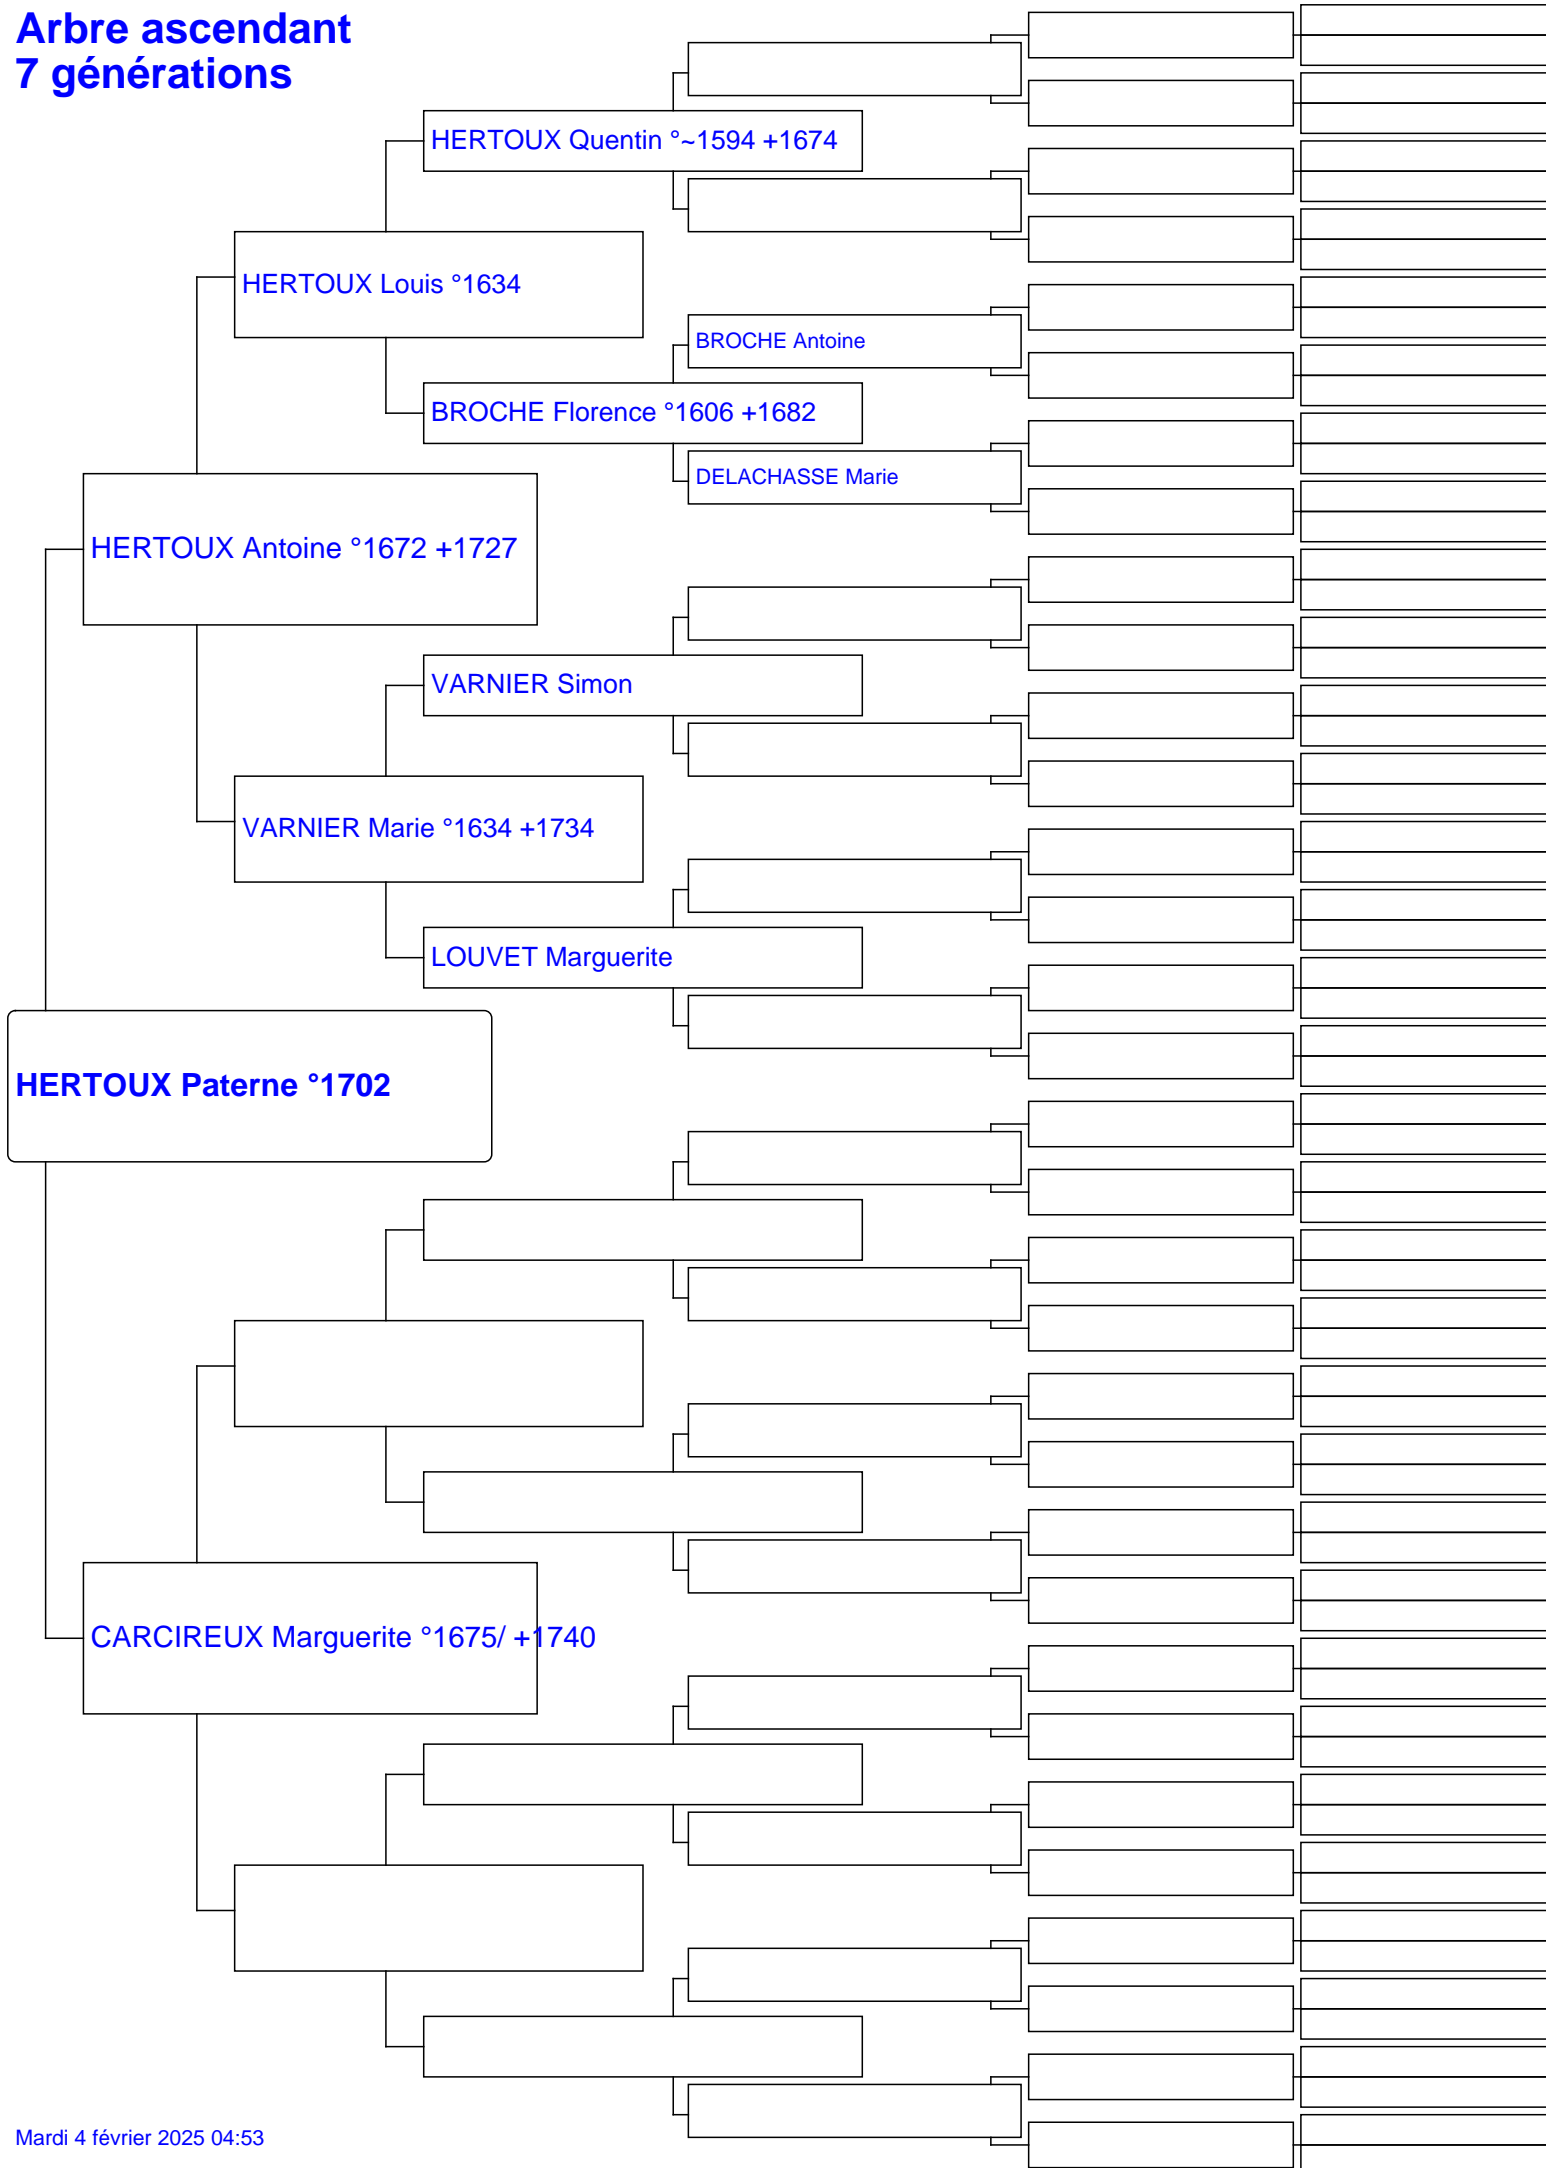 Arbre ascendant
7 générations
HERTOUX Quentin °~1594 +1674
HERTOUX Louis °1634
BROCHE Antoine
BROCHE Florence °1606 +1682
DELACHASSE Marie
HERTOUX Antoine °1672 +1727
VARNIER Simon
VARNIER Marie °1634 +1734
LOUVET Marguerite
HERTOUX Paterne °1702
CARCIREUX Marguerite °1675/ +1740
Mardi 4 février 2025 04:53